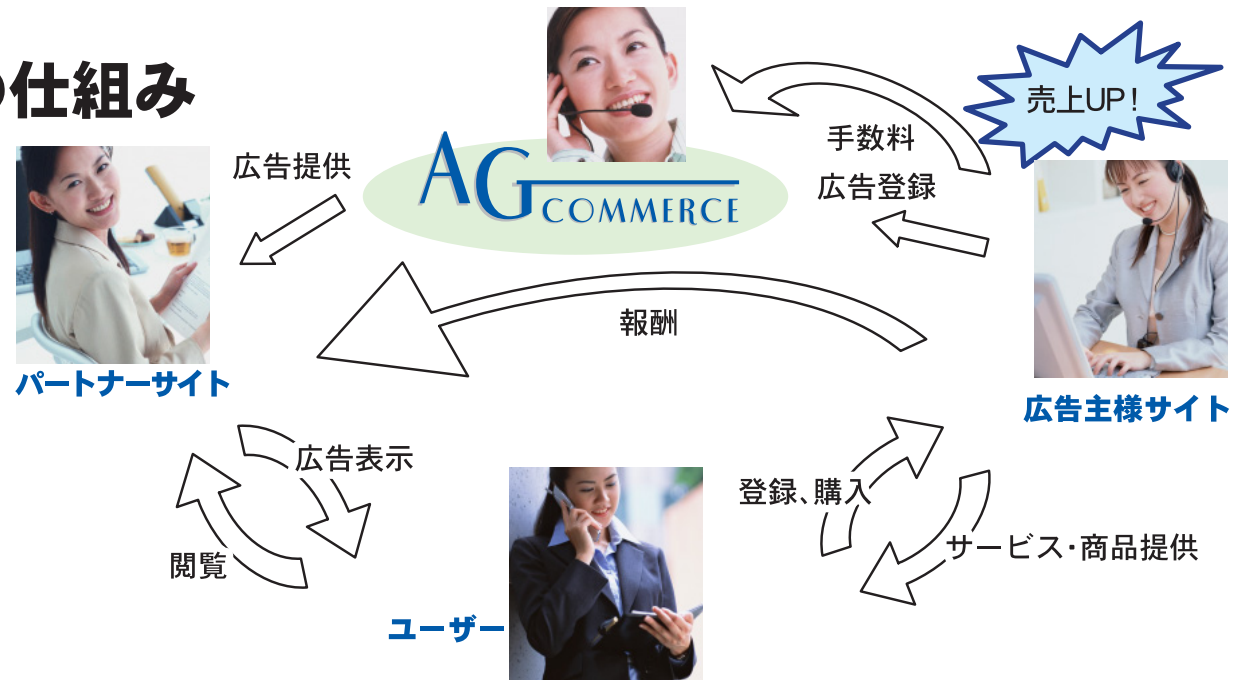 の仕組み
売上UP!
手数料
広告提供
広告登録
AG COMMERCE
報酬
パートナーサイト
広告主様サイト
広告表示
登録、購入
サービス・商品提供
閲覧
ユーザー